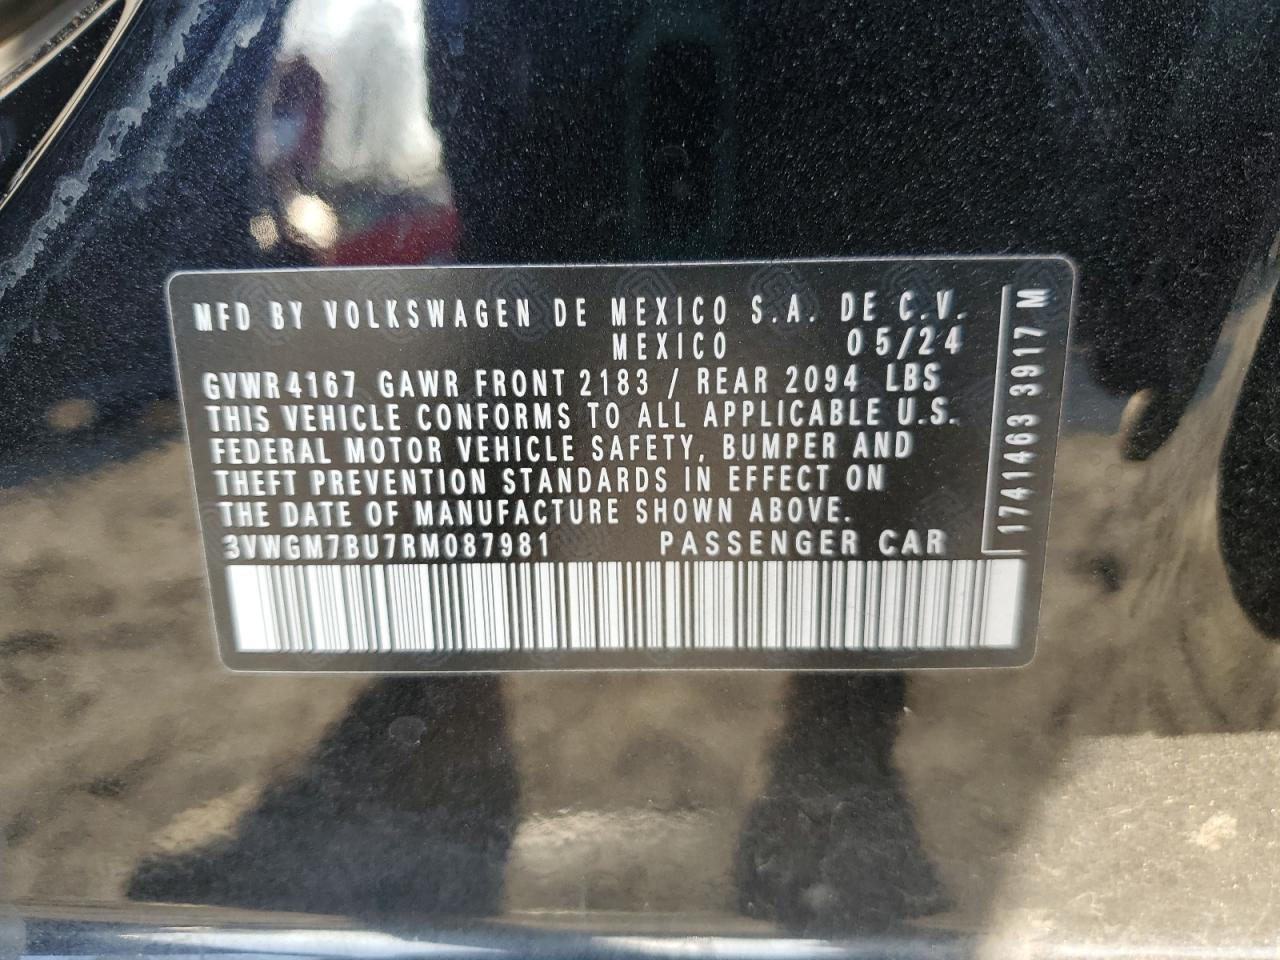 MFD BY VOLKSWAGEN DE MEXICO S.A. DE C.V.
MEXICO 05/24
GVWR 4167 GAWR FRONT 2183 / REAR 2094 LBS
THIS VEHICLE CONFORMS TO ALL APPLICABLE U.S.
FEDERAL MOTOR VEHICLE SAFETY, BUMPER AND
THEFT PREVENTION STANDARDS IN EFFECT ON
THE DATE OF MANUFACTURE SHOWN ABOVE.
3VWGM7BU7RM087981 PASSENGER CAR
1741463 3917 M